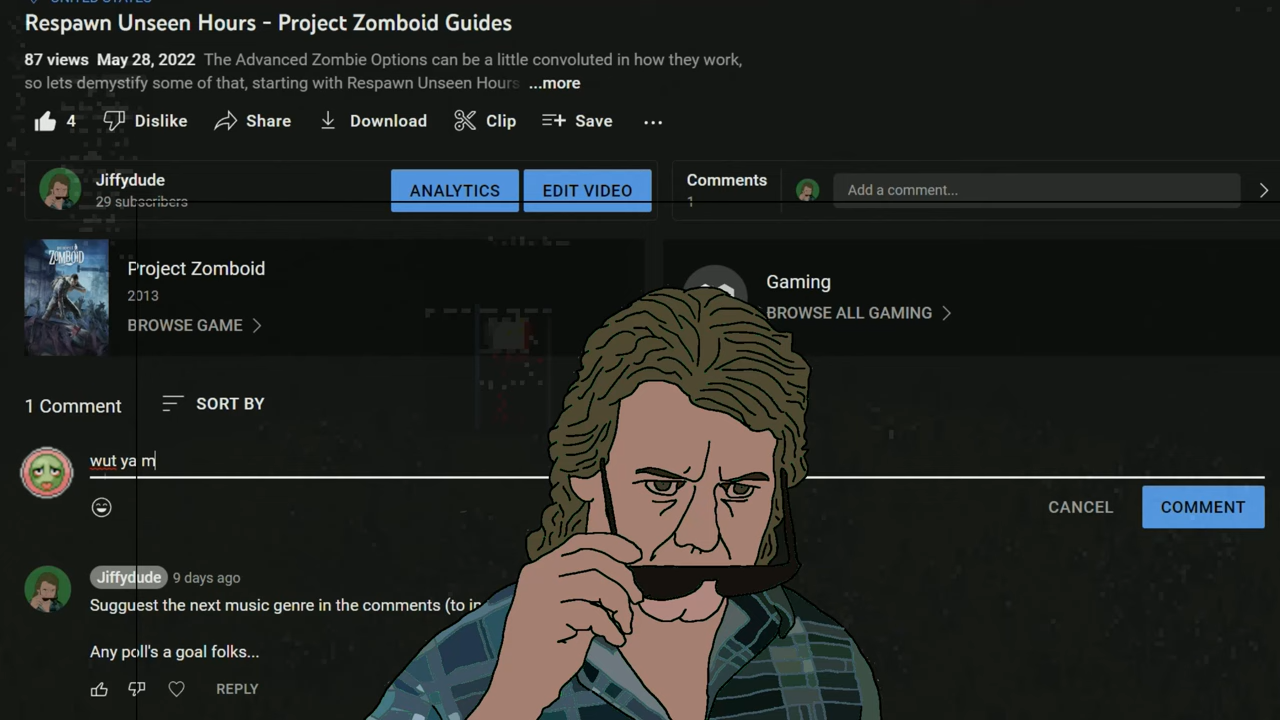 UNITED STATES
Respawn Unseen Hours - Project Zomboid Guides
87 views May 28, 2022 The Advanced Zombie Options can be a little convoluted in how they work,
so lets demystify some of that, starting with Respawn Unseen Hours ...more
4 Dislike Share Download Clip Save
Jiffydude
29 subscribers
ANALYTICS EDIT VIDEO
Comments
1
Add a comment...
ZOMBOID
Project Zomboid
2013
BROWSE GAME
Gaming
BROWSE ALL GAMING
1 Comment SORT BY
wut ya m
CANCEL COMMENT
Jiffydude 9 days ago
Sugguest the next music genre in the comments (to
Any poll's a goal folks...
REPLY